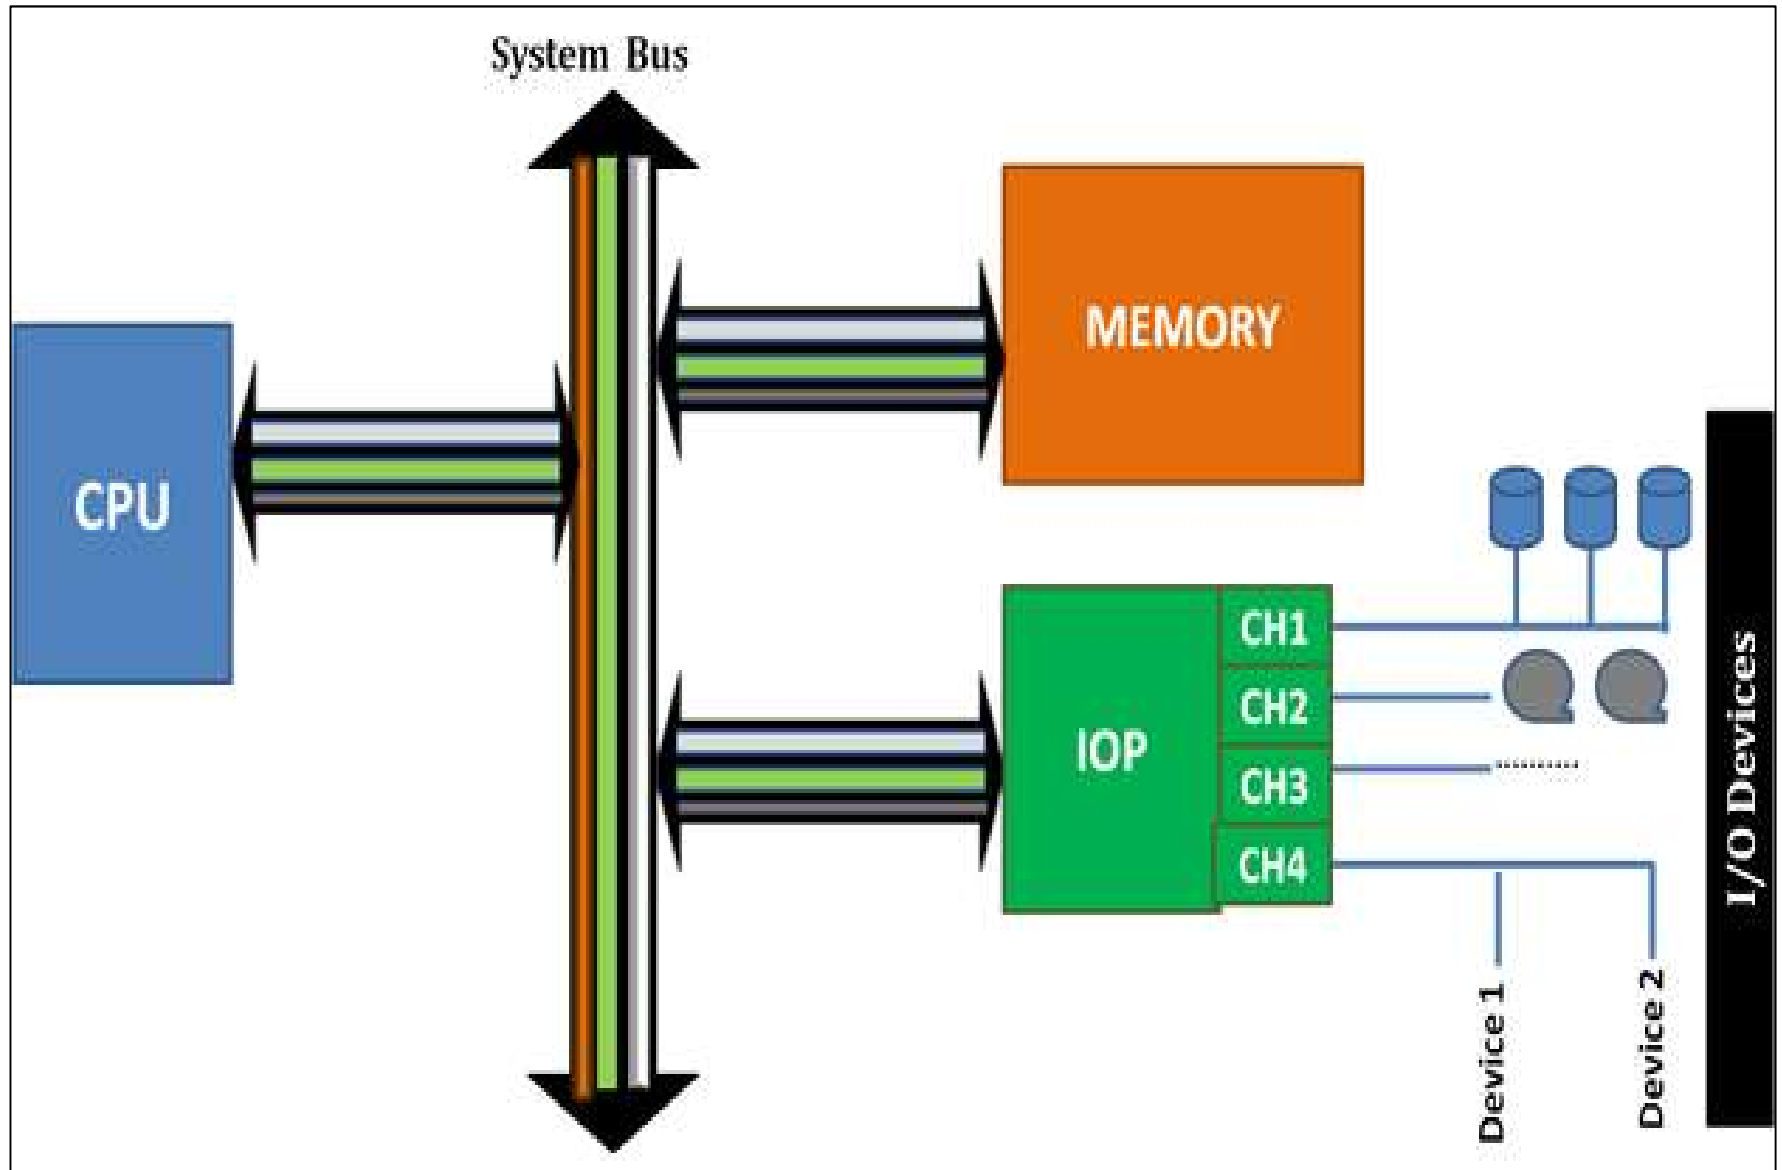 System Bus
MEMORY
CPU
CH1
CH2
IOP
CH3
CH4
I/O Devices
Device 1
Device 2